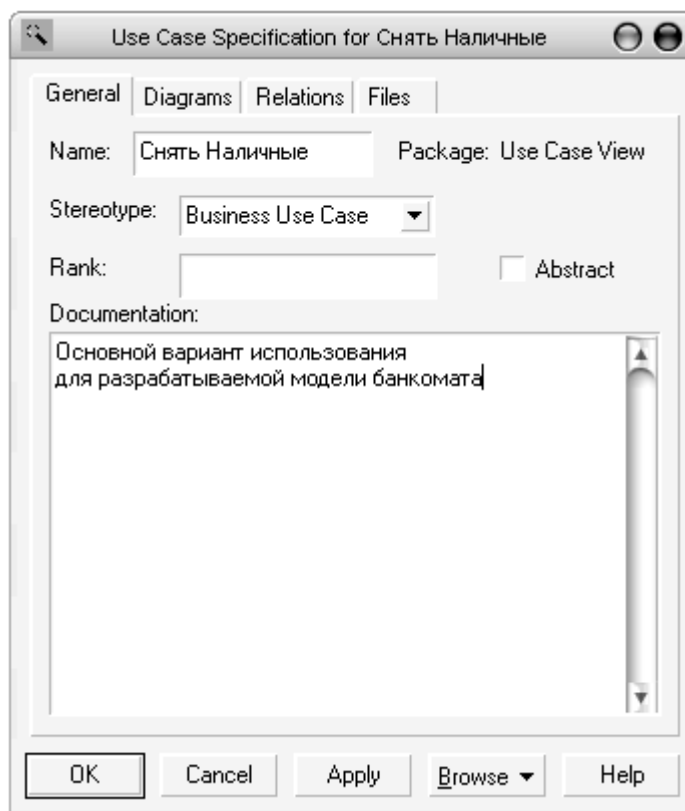 Use Case Specification for Снять Наличные
General Diagrams Relations Files
Name: Снять Наличные Package: Use Case View
Stereotype: Business Use Case
Rank: Abstract
Documentation:
Основной вариант использования
для разрабатываемой модели банкомата
OK Cancel Apply Browse Help